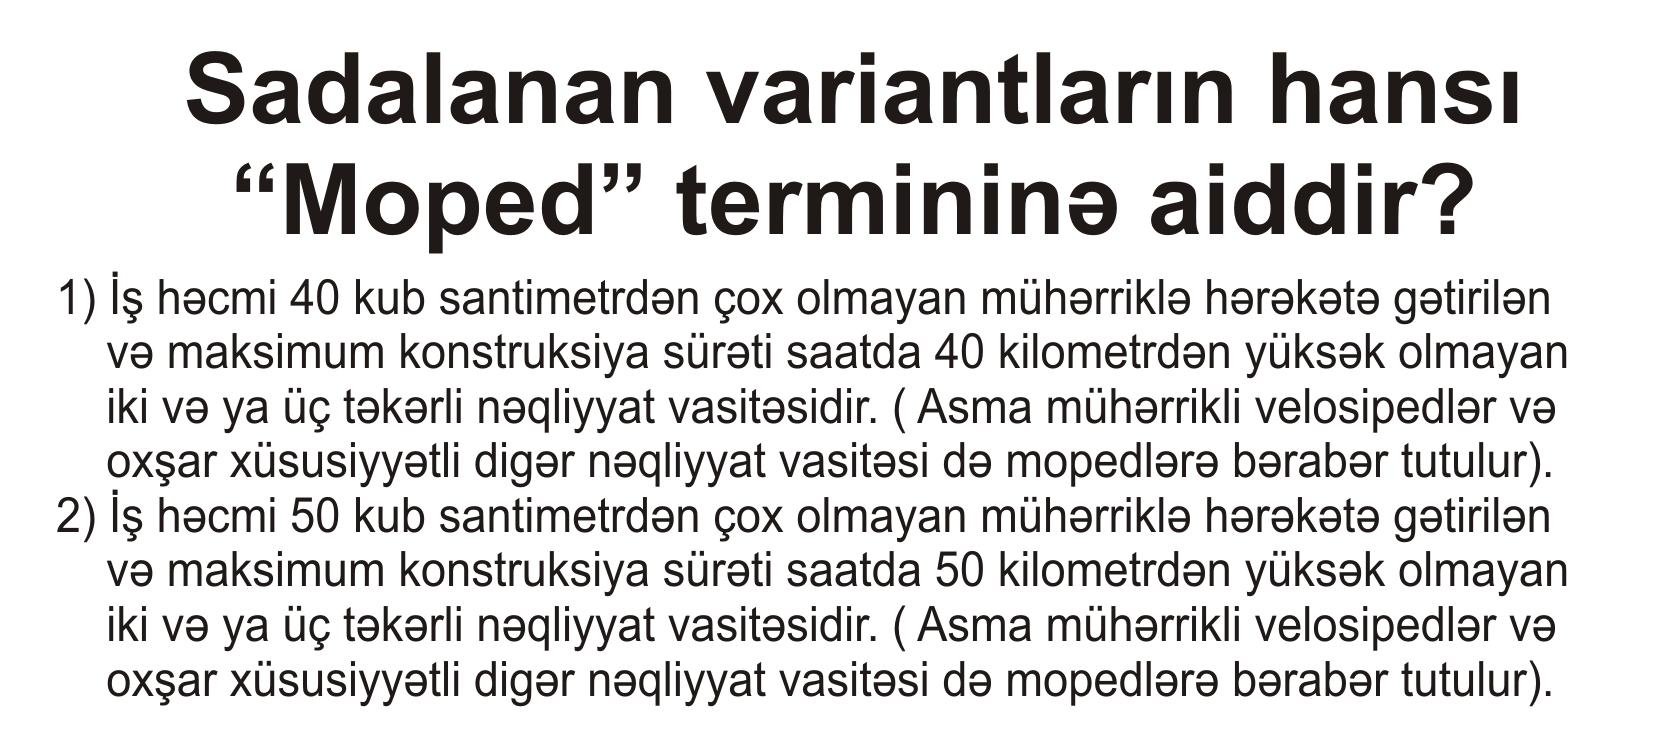 Sadalanan variantların hansı
“Moped” termininə aiddir?
1) İş həcmi 40 kub santimetrdən çox olmayan mühərriklə hərəkətə gətirilən
və maksimum konstruksiya sürəti saatda 40 kilometrdən yüksək olmayan
iki və ya üç təkərli nəqliyyat vasitəsidir. ( Asma mühərrikli velosipedlər və
oxşar xüsusiyyətli digər nəqliyyat vasitəsi də mopedlərə bərabər tutulur).
2) İş həcmi 50 kub santimetrdən çox olmayan mühərriklə hərəkətə gətirilən
və maksimum konstruksiya sürəti saatda 50 kilometrdən yüksək olmayan
iki və ya üç təkərli nəqliyyat vasitəsidir. ( Asma mühərrikli velosipedlər və
oxşar xüsusiyyətli digər nəqliyyat vasitəsi də mopedlərə bərabər tutulur).